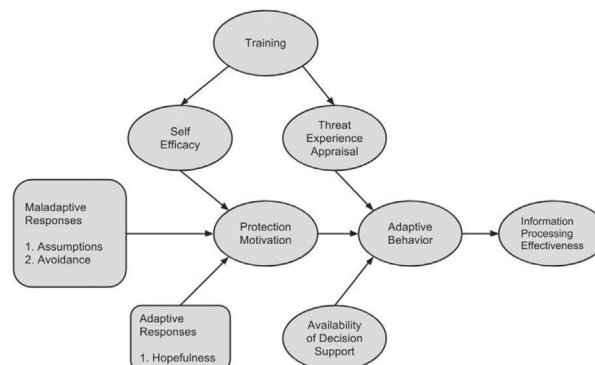 Training
Self
Efficacy
Threat
Experience
Appraisal
Maladaptive
Responses
1. Assumptions
2. Avoidance
Protection
Motivation
Adaptive
Behavior
Information
Processing
Effectiveness
Adaptive
Responses
1. Hopefulness
Availability
of Decision
Support